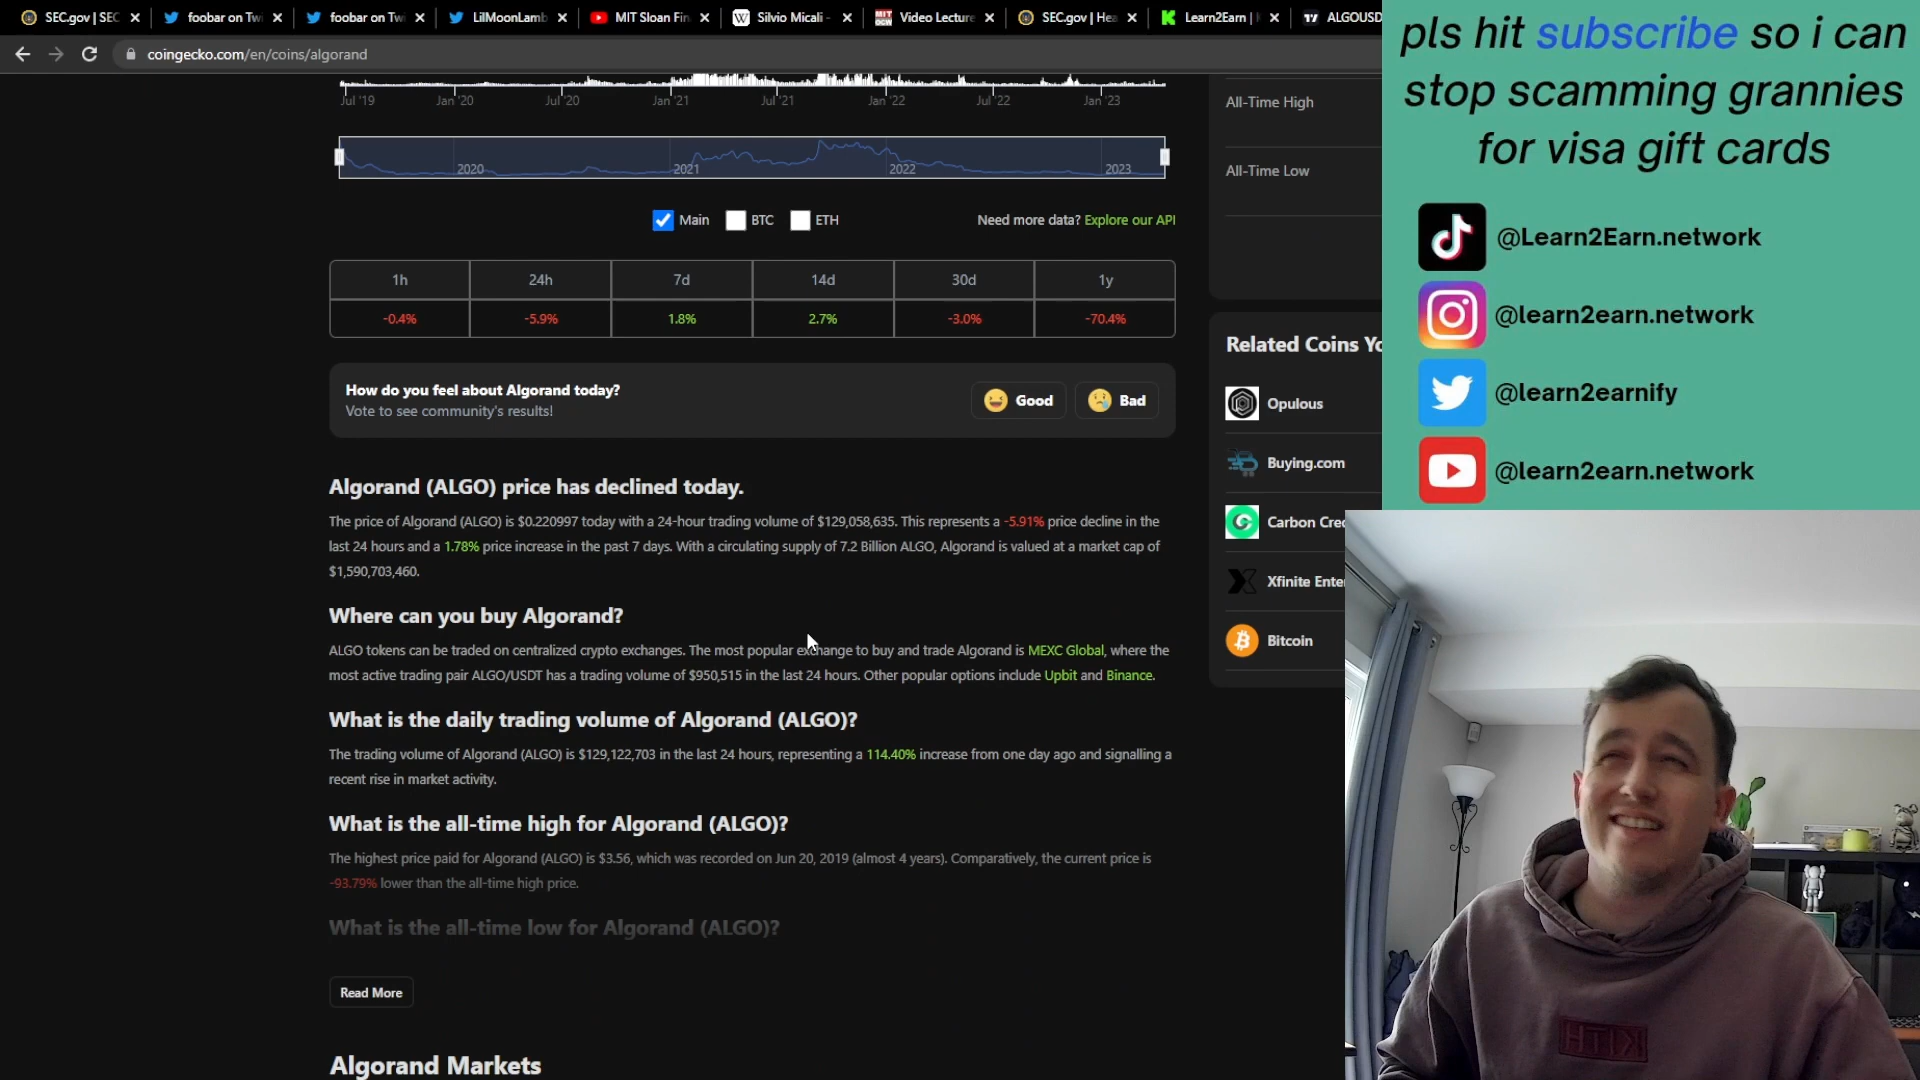 SEC.gov | SEC
foobar on Twi
foobar on Twi
LilMoonLamb
MIT Sloan Fin
Silvio Micali -
Video Lecture
SEC.gov | Hea
Learn2Earn |
ALGOUSD
coingecko.com/en/coins/algorand
Jul '19
Jan '20
Jul '20
Jan '21
Jul '21
Jan '22
Jul '22
Jan '23
2020
2021
2022
2023
Main
BTC
ETH
Need more data? Explore our API
1h
24h
7d
14d
30d
1y
-0.4%
-5.9%
1.8%
2.7%
-3.0%
-70.4%
How do you feel about Algorand today?
Vote to see community's results!
Good
Bad
Algorand (ALGO) price has declined today.
The price of Algorand (ALGO) is $0.220997 today with a 24-hour trading volume of $129,058,635. This represents a -5.91% price decline in the
last 24 hours and a 1.78% price increase in the past 7 days. With a circulating supply of 7.2 Billion ALGO, Algorand is valued at a market cap of
$1,590,703,460.
Where can you buy Algorand?
ALGO tokens can be traded on centralized crypto exchanges. The most popular exchange to buy and trade Algorand is MEXC Global, where the
most active trading pair ALGO/USDT has a trading volume of $950,515 in the last 24 hours. Other popular options include Upbit and Binance.
What is the daily trading volume of Algorand (ALGO)?
The trading volume of Algorand (ALGO) is $129,122,703 in the last 24 hours, representing a 114.40% increase from one day ago and signalling a
recent rise in market activity.
What is the all-time high for Algorand (ALGO)?
The highest price paid for Algorand (ALGO) is $3.56, which was recorded on Jun 20, 2019 (almost 4 years). Comparatively, the current price is
-93.79% lower than the all-time high price.
What is the all-time low for Algorand (ALGO)?
Read More
Algorand Markets
All-Time High
All-Time Low
Related Coins Yo
Opulous
Buying.com
Carbon Cred
Xfinite Ente
Bitcoin
pls hit subscribe so i can
stop scamming grannies
for visa gift cards
@Learn2Earn.network
@learn2earn.network
@learn2earnify
@learn2earn.network
KITH